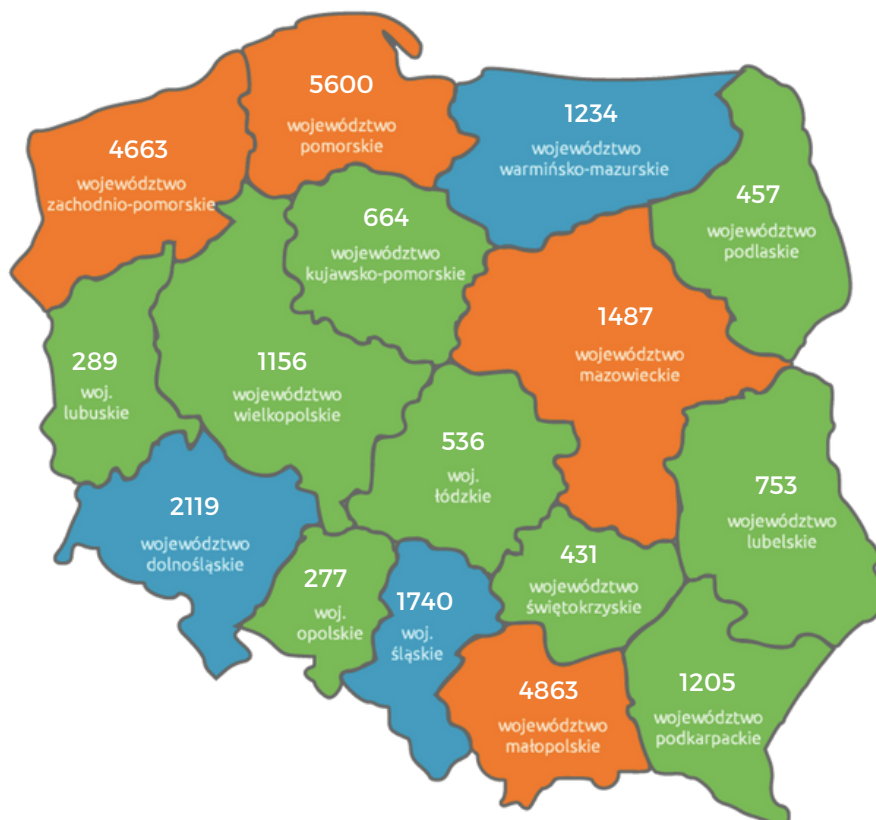 5600
województwo
pomorskie
1234
województwo
warmińsko-mazurskie
4663
województwo
zachodnio-pomorskie
457
województwo
podlaskie
664
województwo
kujawsko-pomorskie
1487
województwo
mazowieckie
289
woj.
lubuskie
1156
województwo
wielkopolskie
536
woj.
łódzkie
753
województwo
lubelskie
2119
województwo
dolnośląskie
431
województwo
świętokrzyskie
277
woj.
opolskie
1740
woj.
śląskie
4863
województwo
małopolskie
1205
województwo
podkarpackie